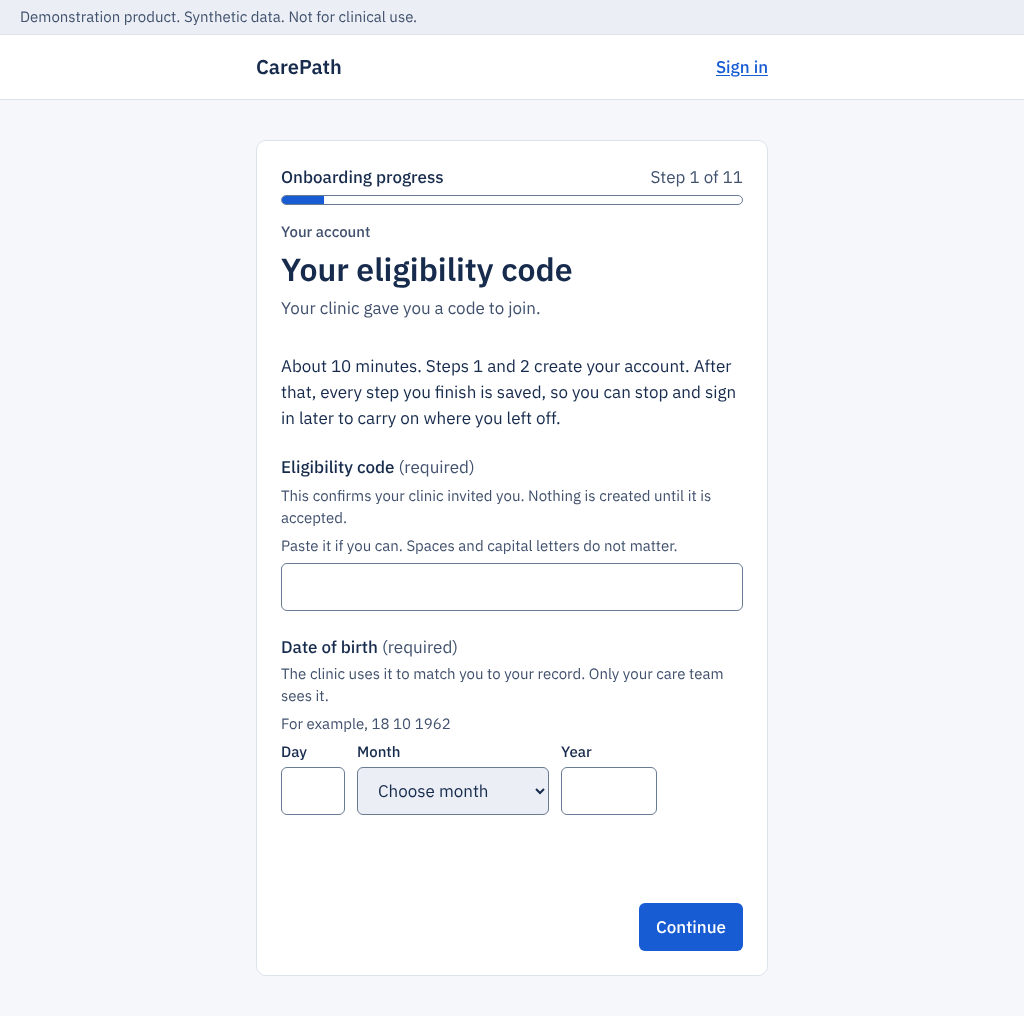 Demonstration product. Synthetic data. Not for clinical use.
CarePath
Sign in
Onboarding progress
Step 1 of 11
Your account
Your eligibility code
Your clinic gave you a code to join.
About 10 minutes. Steps 1 and 2 create your account. After
that, every step you finish is saved, so you can stop and sign
in later to carry on where you left off.
Eligibility code (required)
This confirms your clinic invited you. Nothing is created until it is
accepted.
Paste it if you can. Spaces and capital letters do not matter.
Date of birth (required)
The clinic uses it to match you to your record. Only your care team
sees it.
For example, 18 10 1962
Day
Month
Year
Choose month
Continue